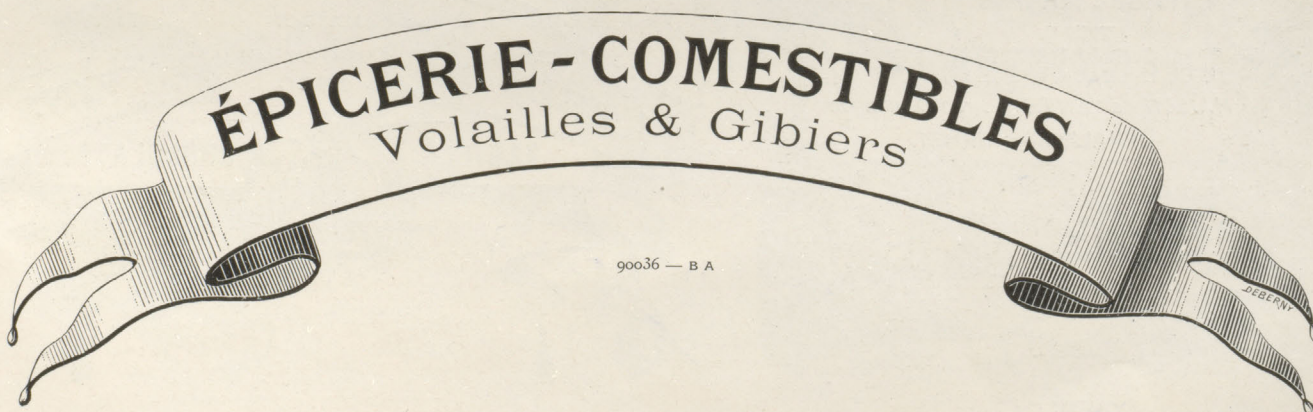 ÉPICERIE - COMESTIBLES
Volailles & Gibiers
90036 — B A
DEBERNY